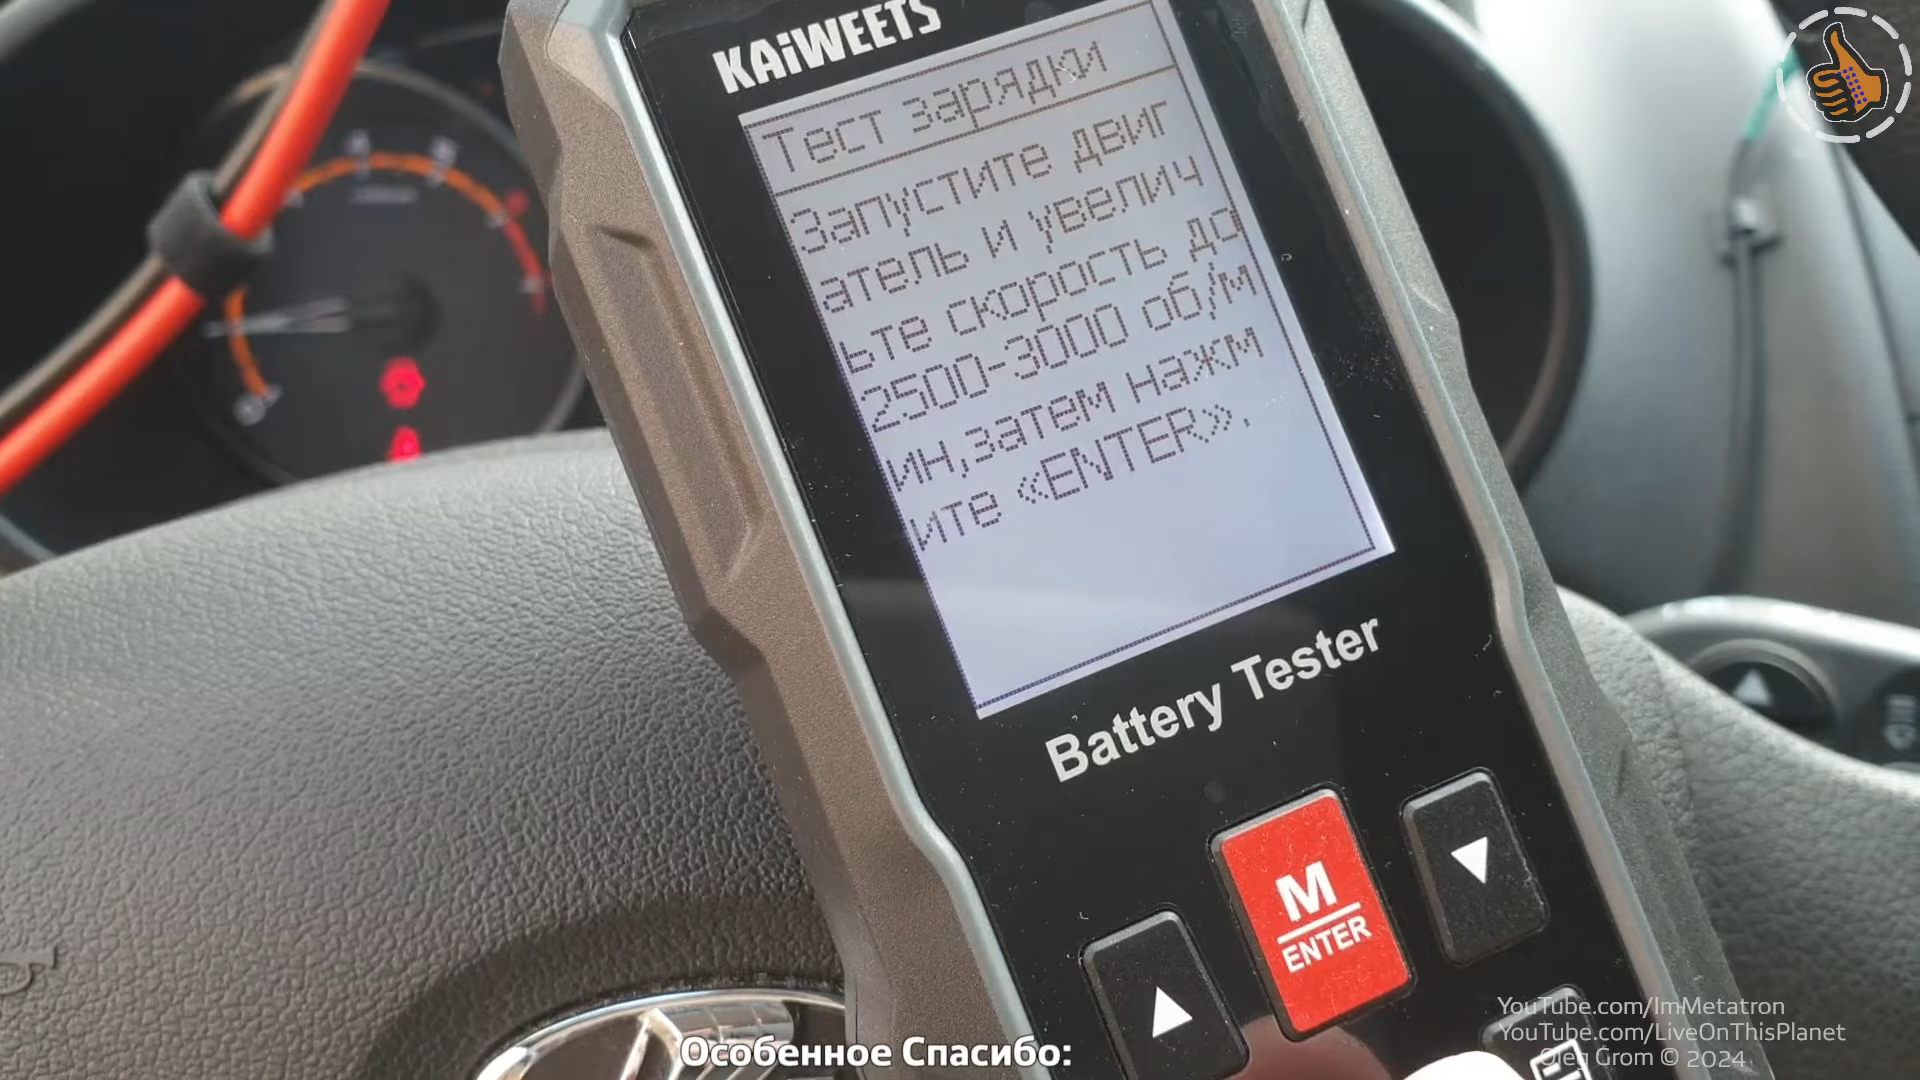 KAiWEETS
Тест зарядки
Запустите двиг
атель и увелич
ьте скорость до
2500-3000 об/м
ин,затем нажм
ите «ENTER».
Battery Tester
M
ENTER
YouTube.com/ImMetatron
YouTube.com/LiveOnThisPlanet
Oleg Grom © 2024
Особенное Спасибо: